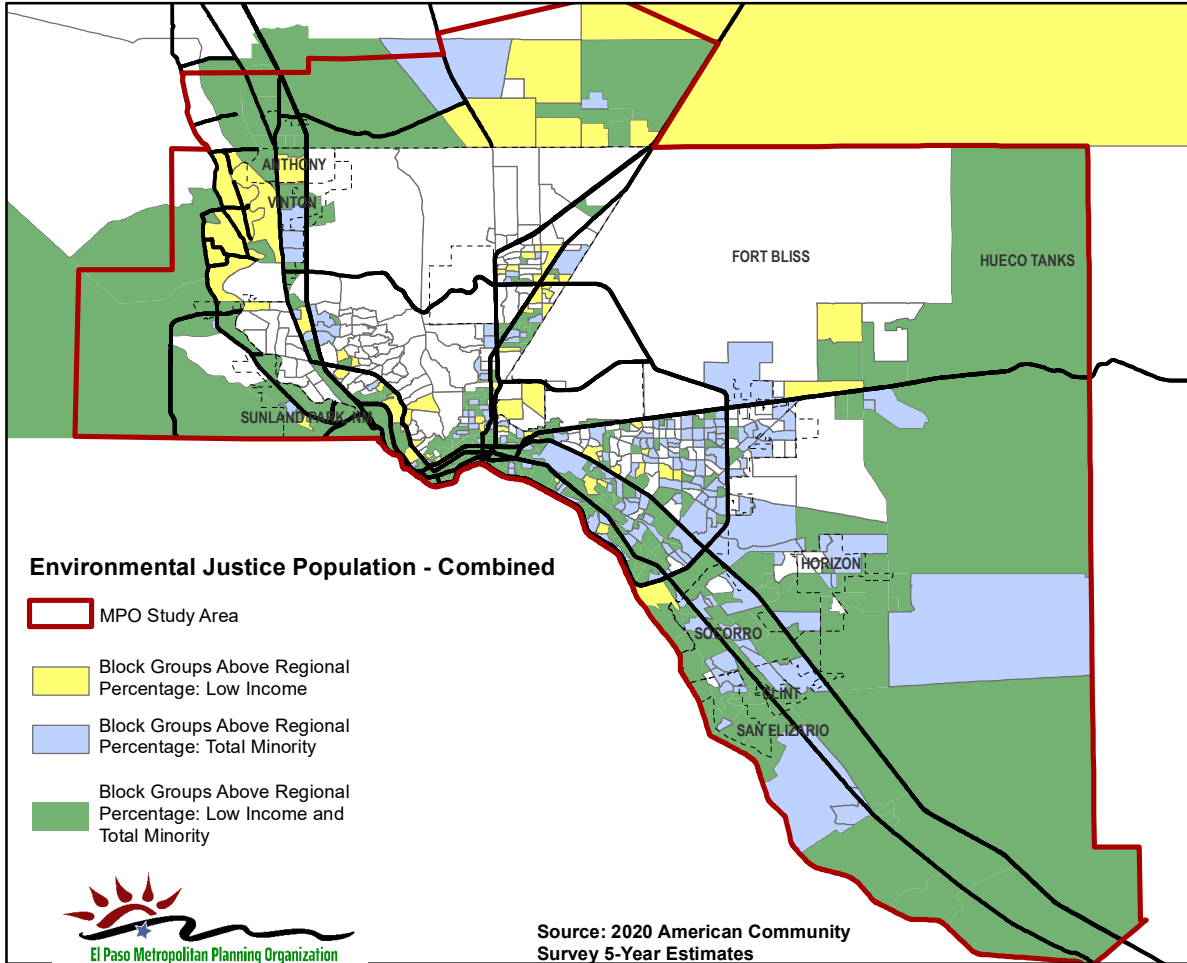 ANTHONY
VINTON
FORT BLISS
HUECO TANKS
SUNLAND PARK, NM
HORIZON
SOCORRO
CLINT
SAN ELIZARIO
Environmental Justice Population - Combined
MPO Study Area
Block Groups Above Regional
Percentage: Low Income
Block Groups Above Regional
Percentage: Total Minority
Block Groups Above Regional
Percentage: Low Income and
Total Minority
El Paso Metropolitan Planning Organization
Source: 2020 American Community
Survey 5-Year Estimates